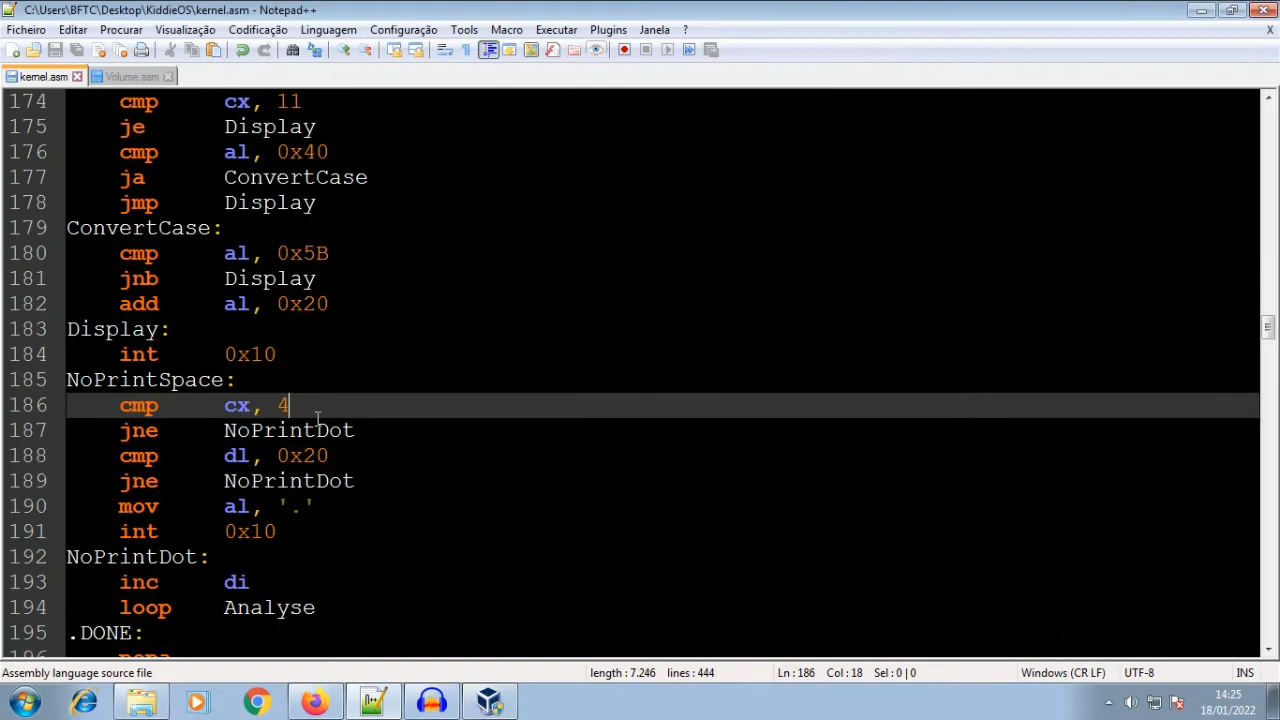 C:\Users\BFTC\Desktop\KiddieOS\kernel.asm - Notepad++
Ficheiro Editar Procurar Visualização Codificação Linguagem Configuração Tools Macro Executar Plugins Janela ? X
kernel.asm Volume.asm
174 cmp cx, 11
175 je Display
176 cmp al, 0x40
177 ja ConvertCase
178 jmp Display
179 ConvertCase:
180 cmp al, 0x5B
181 jnb Display
182 add al, 0x20
183 Display:
184 int 0x10
185 NoPrintSpace:
186 cmp cx, 4
187 jne NoPrintDot
188 cmp dl, 0x20
189 jne NoPrintDot
190 mov al, '.'
191 int 0x10
192 NoPrintDot:
193 inc di
194 loop Analyse
195 .DONE:
popa
Assembly language source file length : 7.246 lines : 444 Ln : 186 Col : 18 Sel : 0 | 0 Windows (CR LF) UTF-8 INS
14:25
18/01/2022